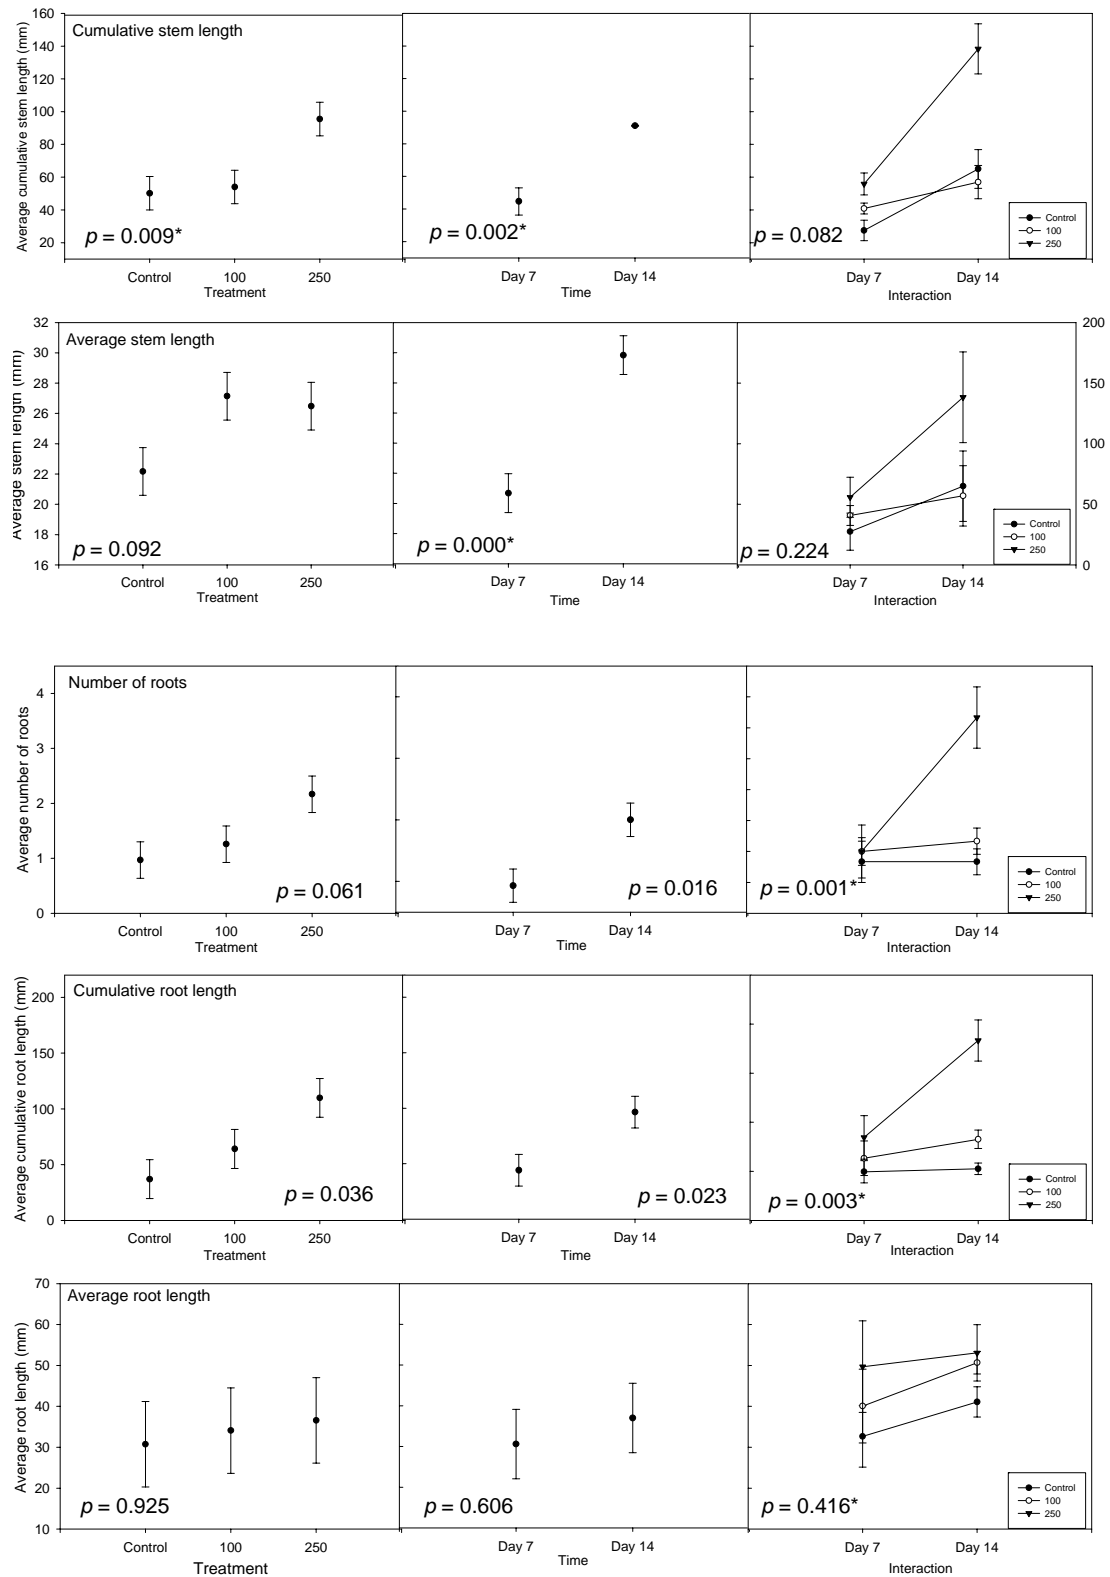 Cumulative stem length
Average cumulative stem length (mm)
160
140
120
100
80
60
40
20
p = 0.009*
p = 0.002*
p = 0.082
Control
100
250
Control 100 250
Treatment
Day 7 Day 14
Time
Day 7 Day 14
Interaction
Average stem length
Average stem length (mm)
32
30
28
26
24
22
20
18
16
200
150
100
50
0
p = 0.092
p = 0.000*
p = 0.224
Control
100
250
Control 100 250
Treatment
Day 7 Day 14
Time
Day 7 Day 14
Interaction
Number of roots
Average number of roots
4
3
2
1
0
p = 0.061
p = 0.016
p = 0.001*
Control
100
250
Control 100 250
Treatment
Day 7 Day 14
Time
Day 7 Day 14
Interaction
Cumulative root length
Average cumulative root length (mm)
200
150
100
50
0
p = 0.036
p = 0.023
p = 0.003*
Control
100
250
Control 100 250
Treatment
Day 7 Day 14
Time
Day 7 Day 14
Interaction
Average root length
Average root length (mm)
70
60
50
40
30
20
10
p = 0.925
p = 0.606
p = 0.416*
Control
100
250
Control 100 250
Treatment
Day 7 Day 14
Time
Day 7 Day 14
Interaction